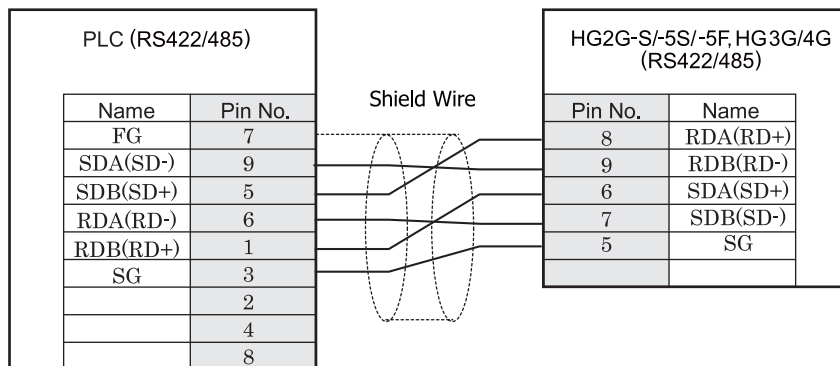 PLC (RS422/485)
HG2G-S/-5S/-5F, HG3G/4G
(RS422/485)
Shield Wire
Name Pin No.
FG 7
SDA(SD-) 9
SDB(SD+) 5
RDA(RD-) 6
RDB(RD+) 1
SG 3
2
4
8
Pin No. Name
8 RDA(RD+)
9 RDB(RD-)
6 SDA(SD+)
7 SDB(SD-)
5 SG